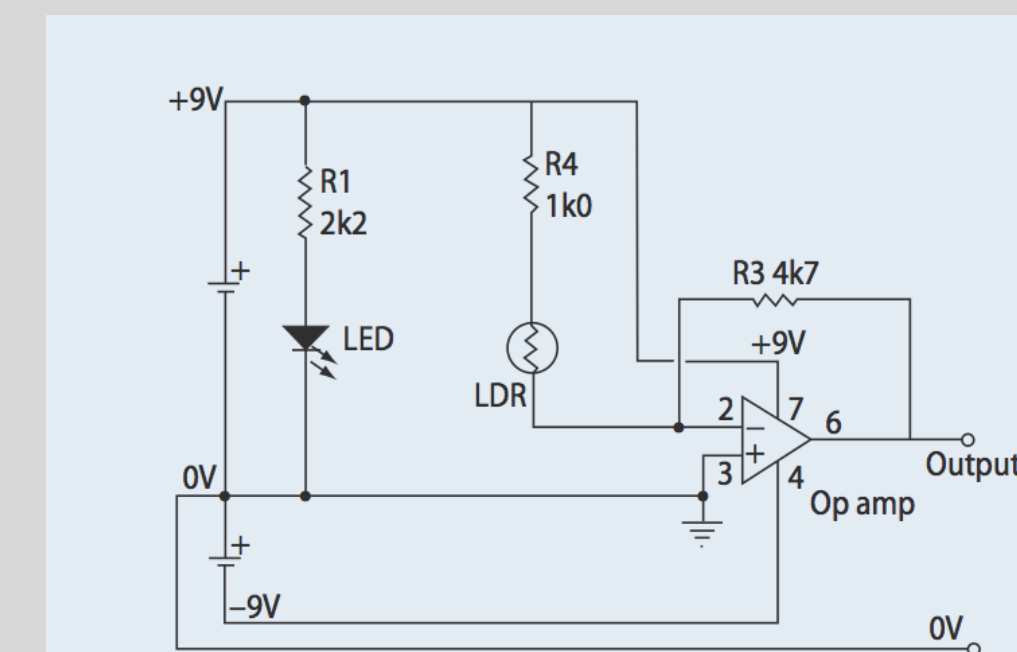 +9V
R1
2k2
R4
1k0
+
LED
LDR
R3 4k7
+9V
2
7
6
−
+
3
4
Output
Op amp
0V
+
−9V
0V